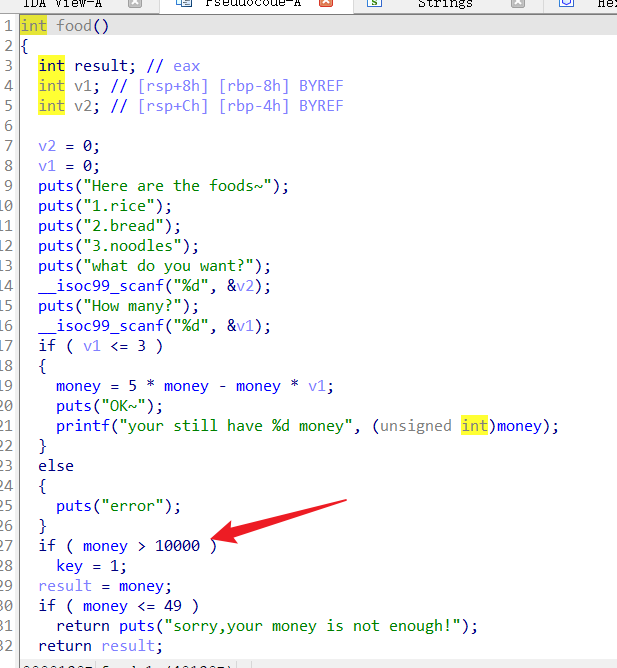 IDA View-A Pseudocode-A Strings Hex
1 int food()
2 {
3 int result; // eax
4 int v1; // [rsp+8h] [rbp-8h] BYREF
5 int v2; // [rsp+Ch] [rbp-4h] BYREF
6
7 v2 = 0;
8 v1 = 0;
9 puts("Here are the foods~");
10 puts("1.rice");
11 puts("2.bread");
12 puts("3.noodles");
13 puts("what do you want?");
14 __isoc99_scanf("%d", &v2);
15 puts("How many?");
16 __isoc99_scanf("%d", &v1);
17 if ( v1 <= 3 )
18 {
19 money = 5 * money - money * v1;
20 puts("OK~");
21 printf("your still have %d money", (unsigned int)money);
22 }
23 else
24 {
25 puts("error");
26 }
27 if ( money > 10000 )
28 key = 1;
29 result = money;
30 if ( money <= 49 )
31 return puts("sorry,your money is not enough!");
32 return result;